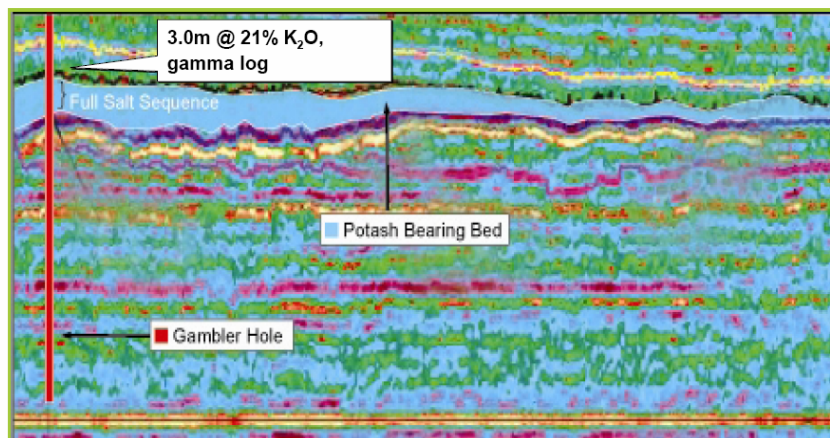 3.0m @ 21% K₂O,
gamma log
Full Salt Sequence
Potash Bearing Bed
Gambler Hole